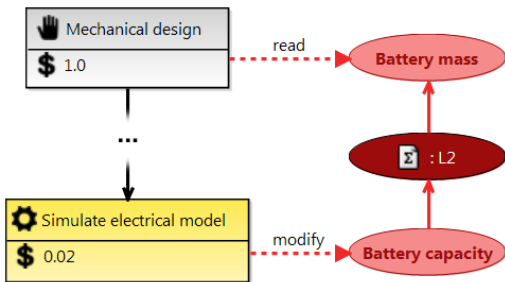 Mechanical design
$ 1.0
read
Battery mass
...
Σ : L2
Simulate electrical model
$ 0.02
modify
Battery capacity